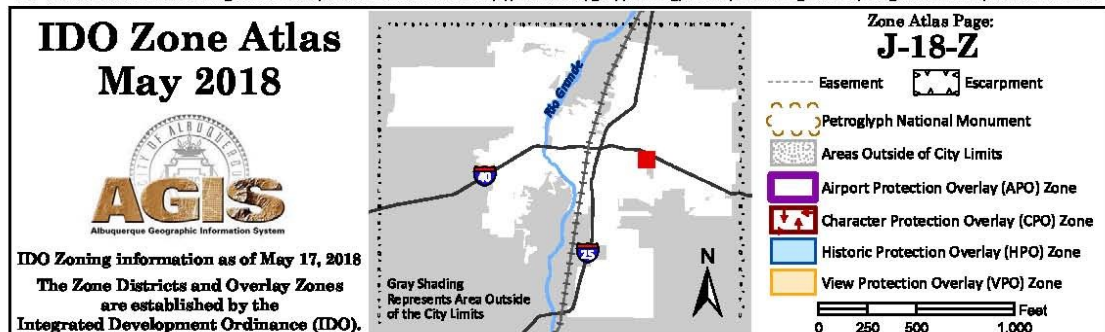 IDO Zone Atlas
May 2018
CITY OF ALBUQUERQUE
AGIS
Albuquerque Geographic Information System
IDO Zoning information as of May 17, 2018
The Zone Districts and Overlay Zones
are established by the
Integrated Development Ordinance (IDO).
Rio Grande
40
25
N
Gray Shading
Represents Area Outside
of the City Limits
Zone Atlas Page:
J-18-Z
Easement
Escarpment
Petroglyph National Monument
Areas Outside of City Limits
Airport Protection Overlay (APO) Zone
Character Protection Overlay (CPO) Zone
Historic Protection Overlay (HPO) Zone
View Protection Overlay (VPO) Zone
Feet
0 250 500 1,000